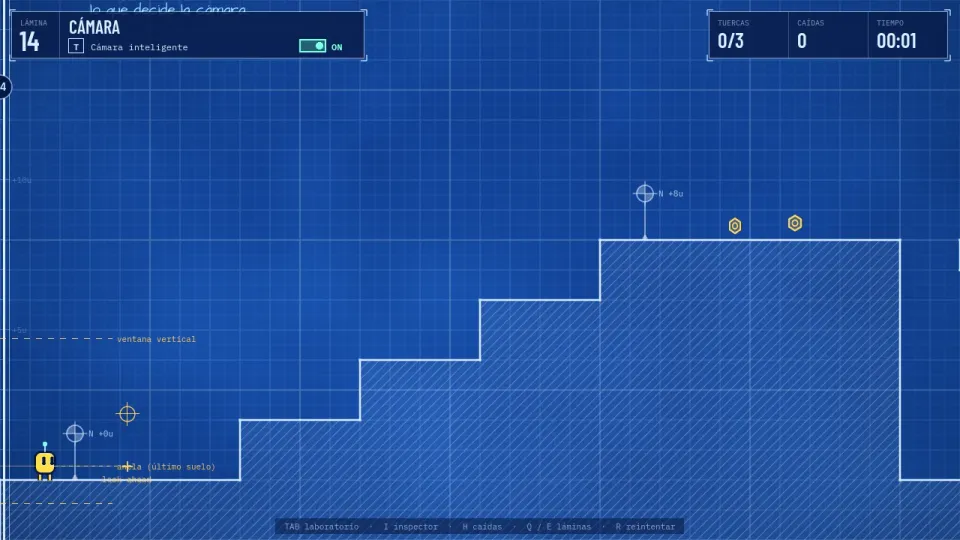 lo que decide la cámara
LÁMINA
14
CÁMARA
T Cámara inteligente
ON
TUERCAS
0/3
CAÍDAS
0
TIEMPO
00:01
4
+10u
N +8u
+5u
ventana vertical
N +0u
ancla (último suelo)
look-ahead
TAB laboratorio · I inspector · H caídas · Q / E láminas · R reintentar